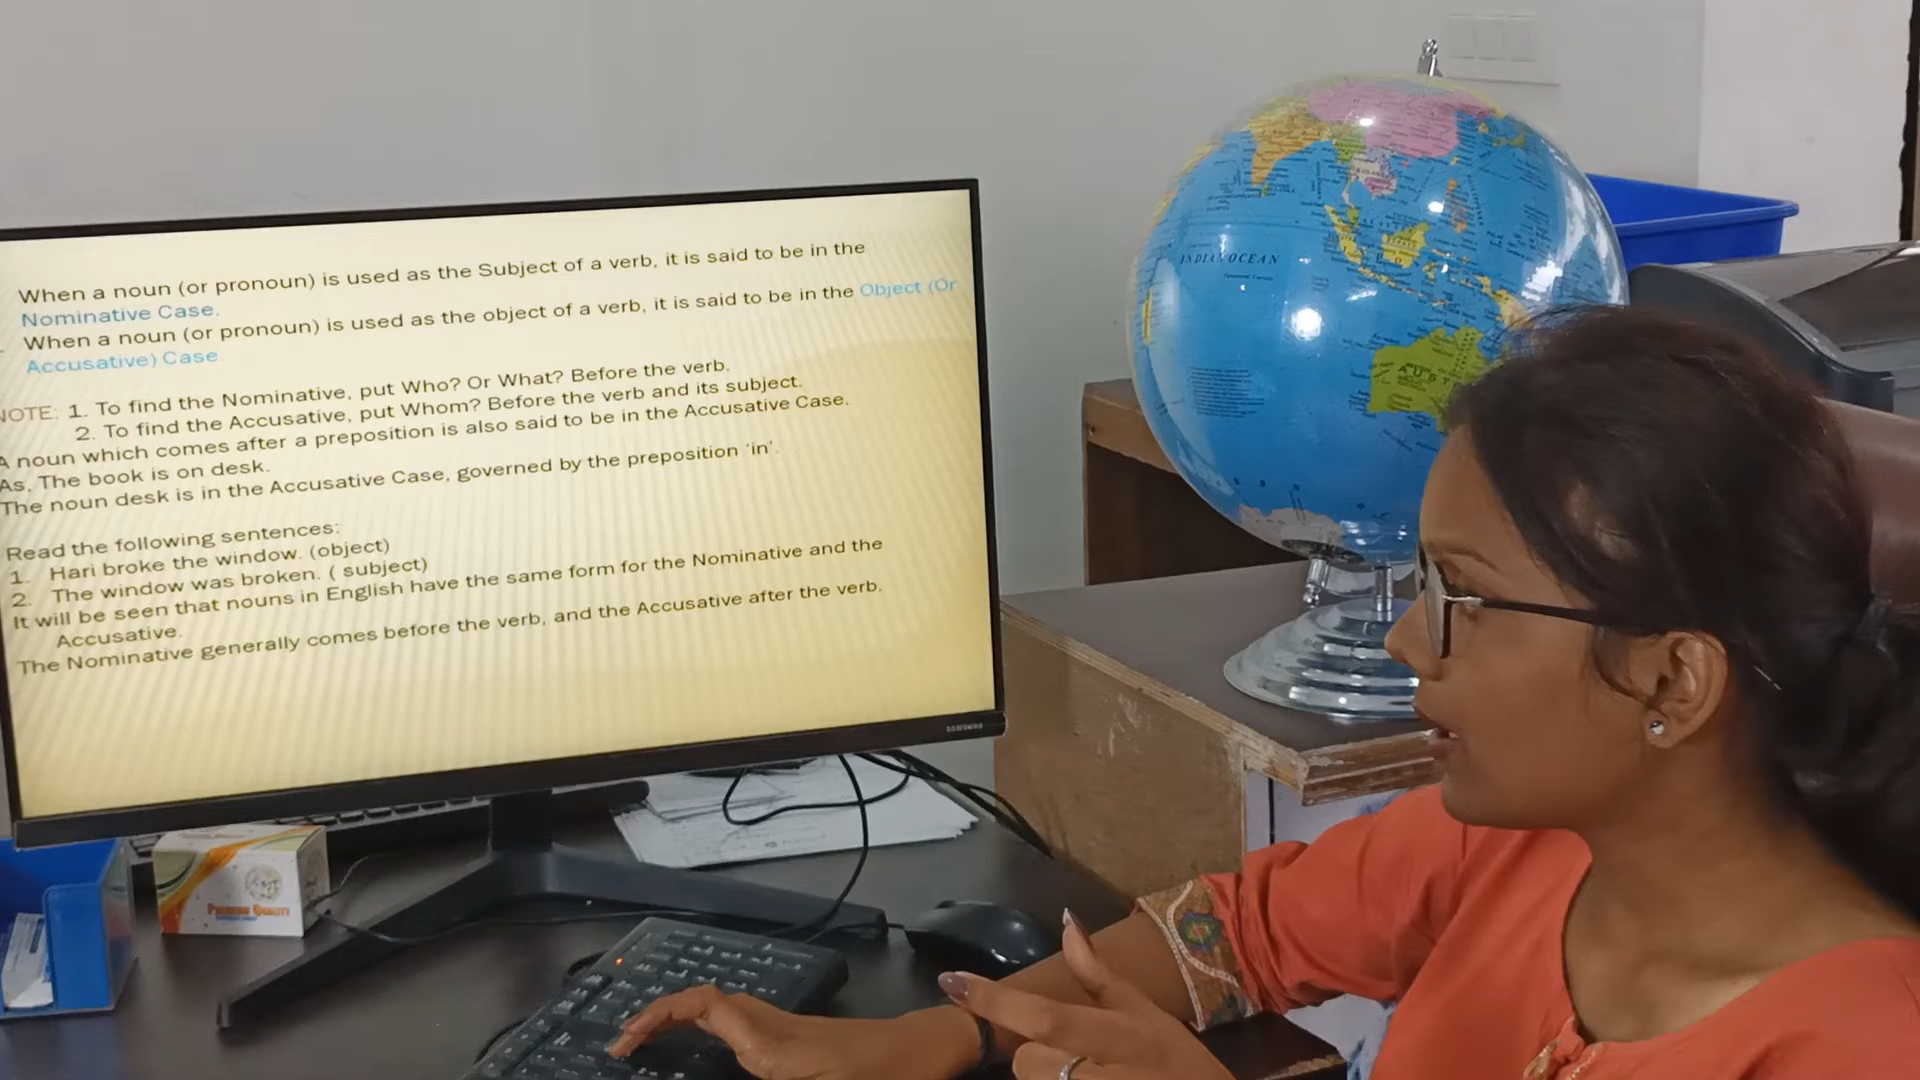 When a noun (or pronoun) is used as the Subject of a verb, it is said to be in the
Nominative Case.
When a noun (or pronoun) is used as the object of a verb, it is said to be in the Object (Or
Accusative) Case.
NOTE: 1. To find the Nominative, put Who? Or What? Before the verb.
2. To find the Accusative, put Whom? Before the verb and its subject.
A noun which comes after a preposition is also said to be in the Accusative Case.
As, The book is on desk.
The noun desk is in the Accusative Case, governed by the preposition 'in'.
Read the following sentences:
1. Hari broke the window. (object)
2. The window was broken. ( subject)
It will be seen that nouns in English have the same form for the Nominative and the
Accusative.
The Nominative generally comes before the verb, and the Accusative after the verb.
SAMSUNG
PREMIUM QUALITY
INDIAN OCEAN